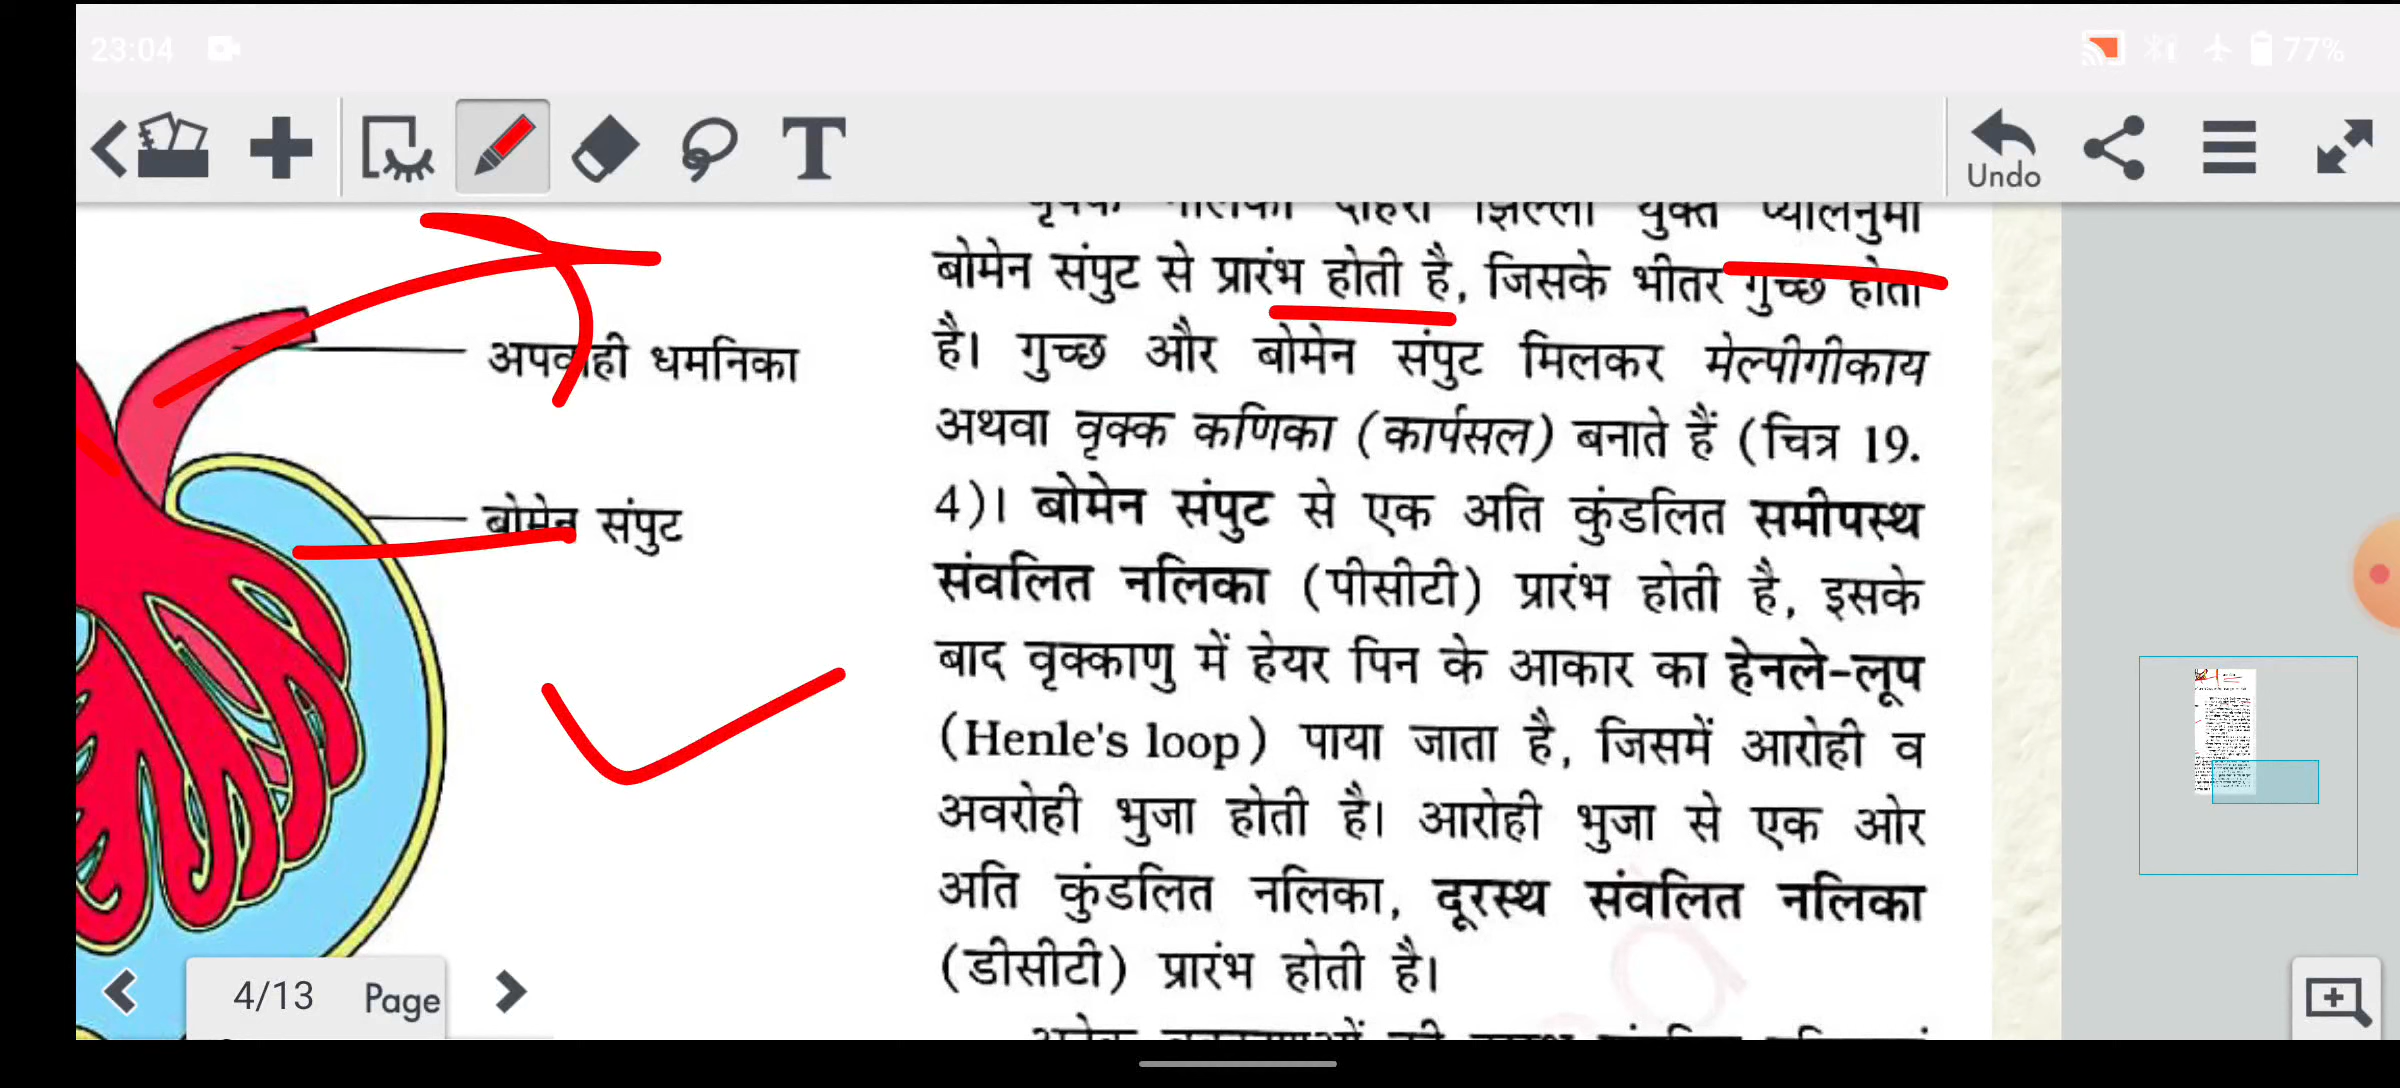 23:04
77%
T
Undo
वृक्क नलिका दोहरी झिल्ली युक्त प्यालेनुमा
बोमेन संपुट से प्रारंभ होती है, जिसके भीतर गुच्छ होता
है। गुच्छ और बोमेन संपुट मिलकर मेल्पीगीकाय
अथवा वृक्क कणिका (कार्पसल) बनाते हैं (चित्र 19.
4)। बोमेन संपुट से एक अति कुंडलित समीपस्थ
संवलित नलिका (पीसीटी) प्रारंभ होती है, इसके
बाद वृक्काणु में हेयर पिन के आकार का हेनले-लूप
(Henle's loop) पाया जाता है, जिसमें आरोही व
अवरोही भुजा होती है। आरोही भुजा से एक ओर
अति कुंडलित नलिका, दूरस्थ संवलित नलिका
(डीसीटी) प्रारंभ होती है।
अपवाही धमनिका
बोमेन संपुट
4/13 Page